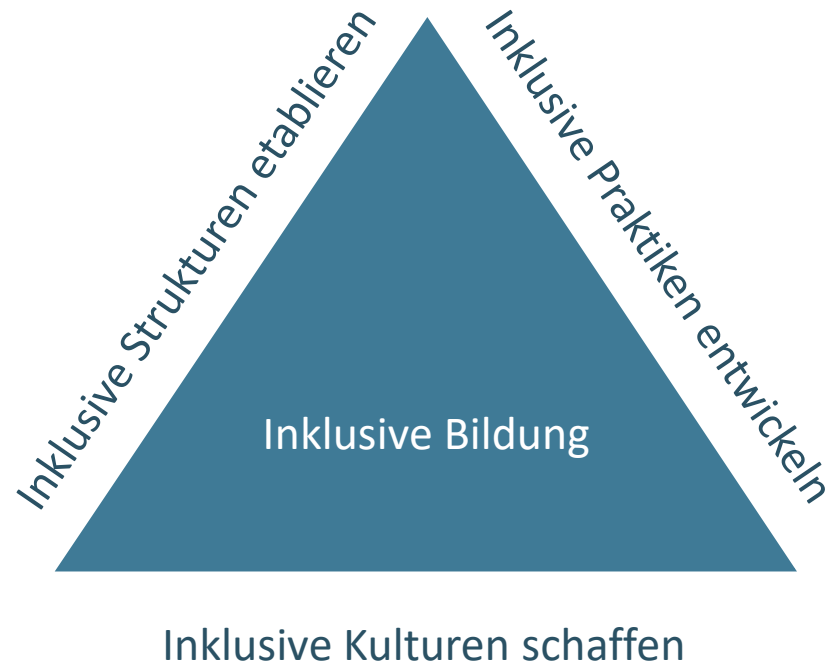 Inklusive Strukturen etablieren
Inklusive Praktiken entwickeln
Inklusive Bildung
Inklusive Kulturen schaffen